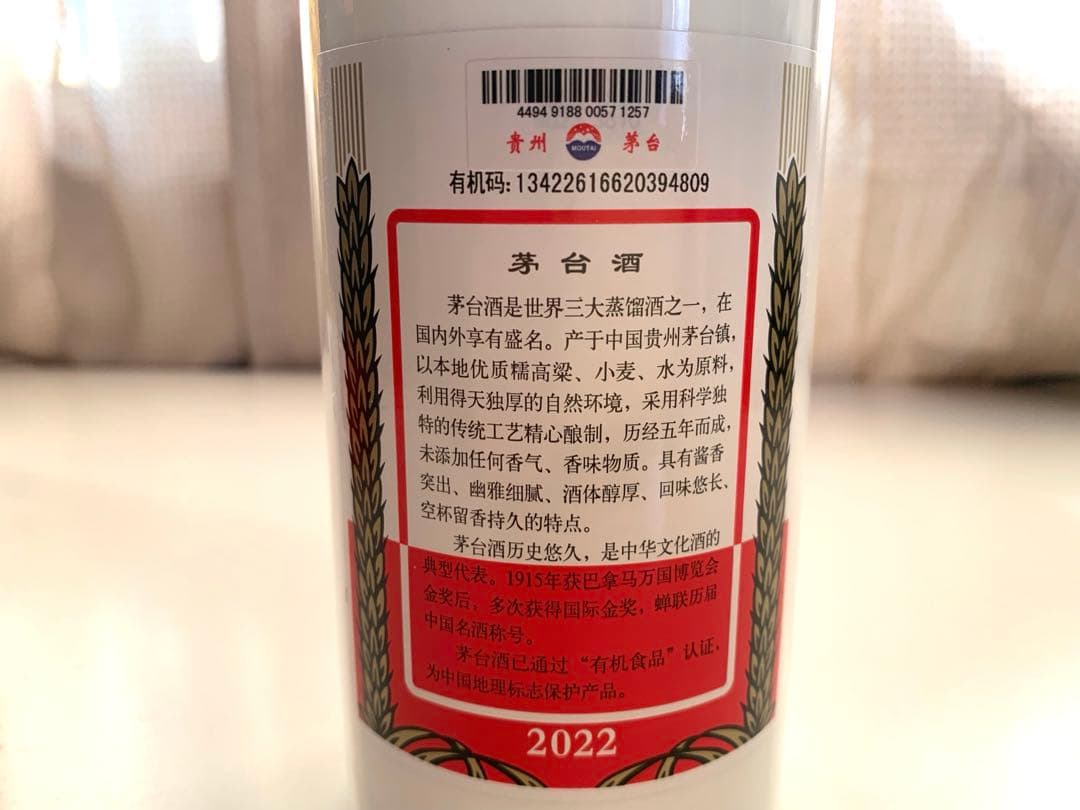 4494 9188 0057 1257
贵州 MOUTAI 茅台
有机码:13422616620394809
茅台酒
茅台酒是世界三大蒸馏酒之一，在
国内外享有盛名。产于中国贵州茅台镇，
以本地优质糯高粱、小麦、水为原料，
利用得天独厚的自然环境，采用科学独
特的传统工艺精心酿制，历经五年而成，
未添加任何香气、香味物质。具有酱香
突出、幽雅细腻、酒体醇厚、回味悠长、
空杯留香持久的特点。
茅台酒历史悠久，是中华文化酒的
典型代表。1915年获巴拿马万国博览会
金奖后，多次获得国际金奖，蝉联历届
中国名酒称号。
茅台酒已通过“有机食品”认证，
为中国地理标志保护产品。
2022